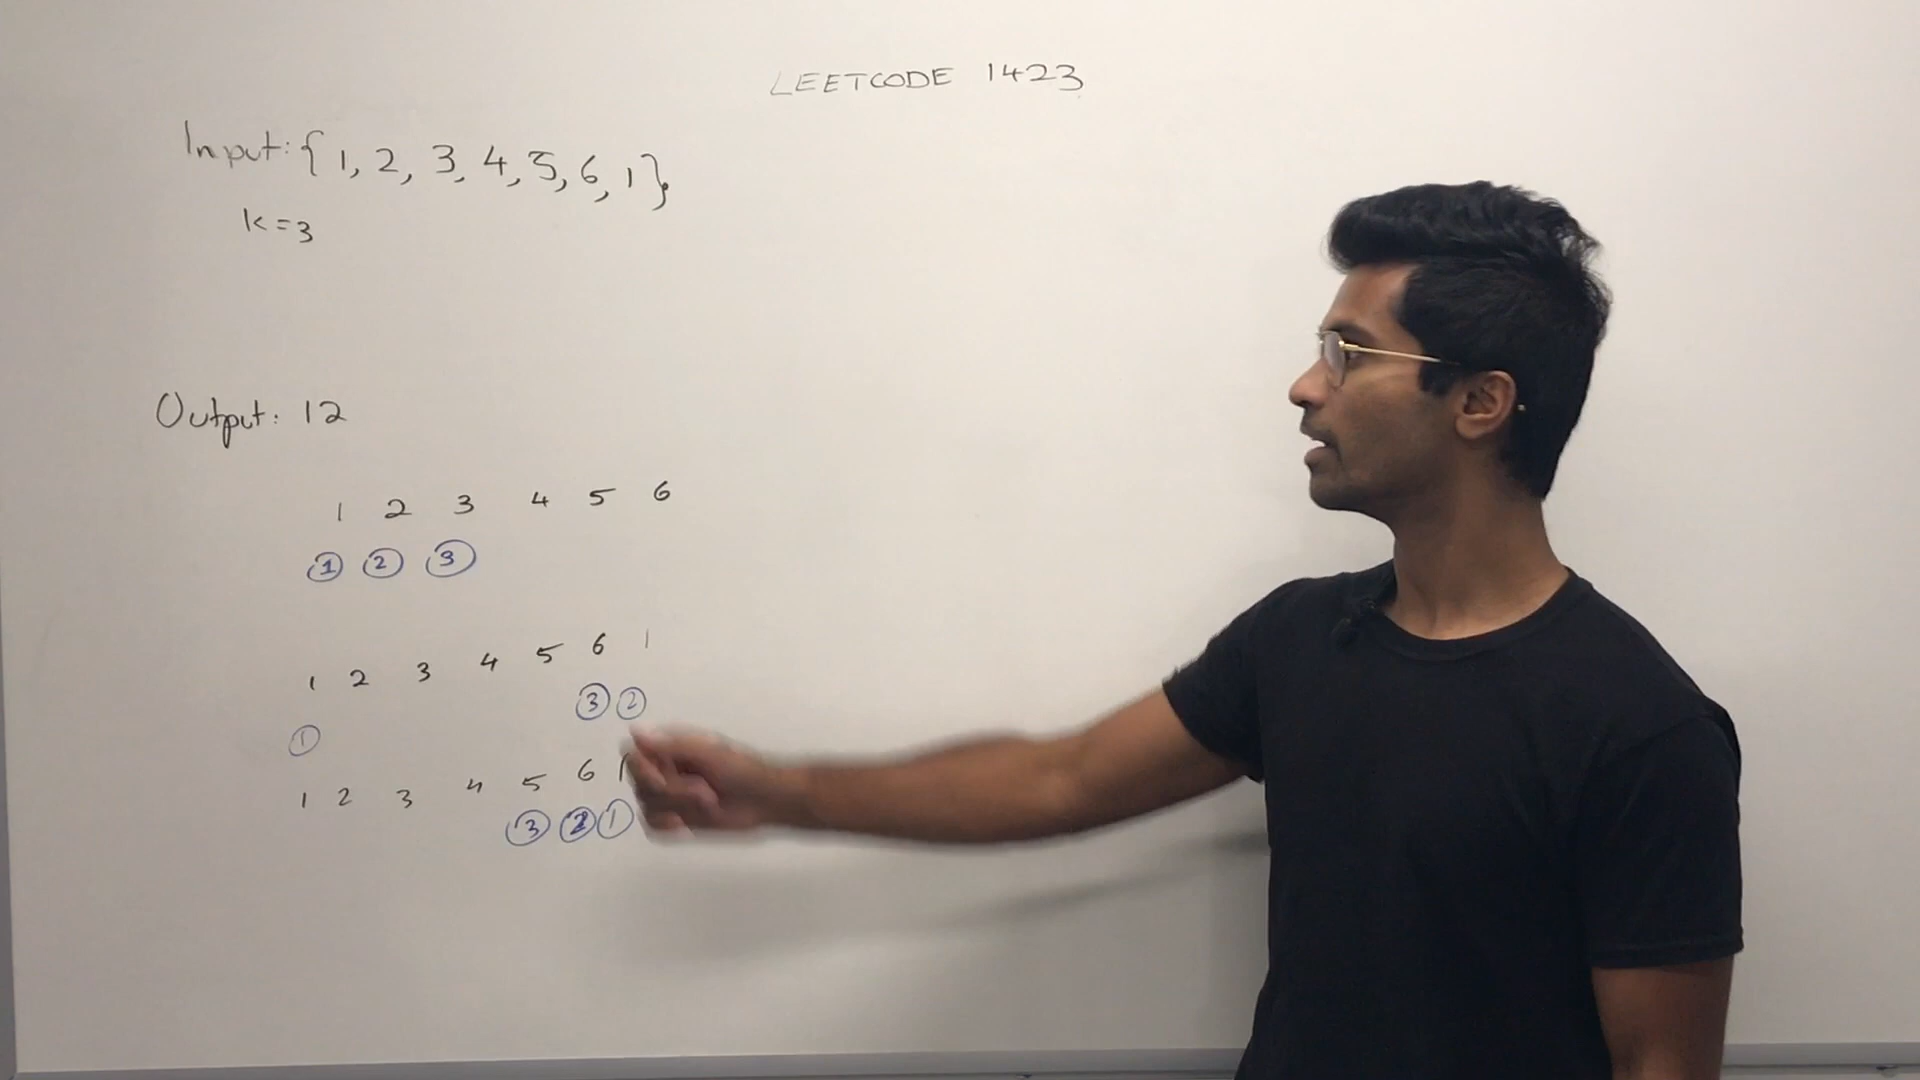 LEETCODE 1423
Input: { 1, 2, 3, 4, 5, 6, 1 },
K=3
Output: 12
1 2 3 4 5 6
1 2 3
1 2 3 4 5 6 1
3 2
1
1 2 3 4 5 6 1
3 2 1